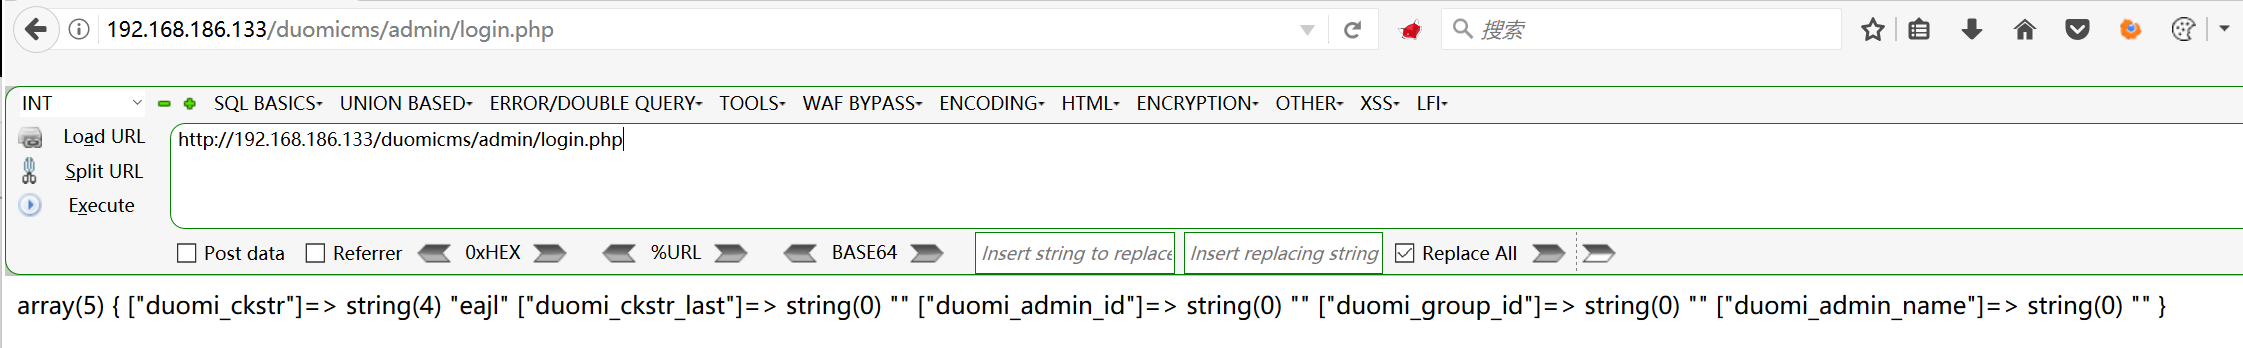 192.168.186.133/duomicms/admin/login.php 搜索
INT SQL BASICS UNION BASED ERROR/DOUBLE QUERY TOOLS WAF BYPASS ENCODING HTML ENCRYPTION OTHER XSS LFI
Load URL http://192.168.186.133/duomicms/admin/login.php
Split URL
Execute
Post data Referrer 0xHEX %URL BASE64 Insert string to replace Insert replacing string Replace All
array(5) { ["duomi_ckstr"]=> string(4) "eajl" ["duomi_ckstr_last"]=> string(0) "" ["duomi_admin_id"]=> string(0) "" ["duomi_group_id"]=> string(0) "" ["duomi_admin_name"]=> string(0) "" }